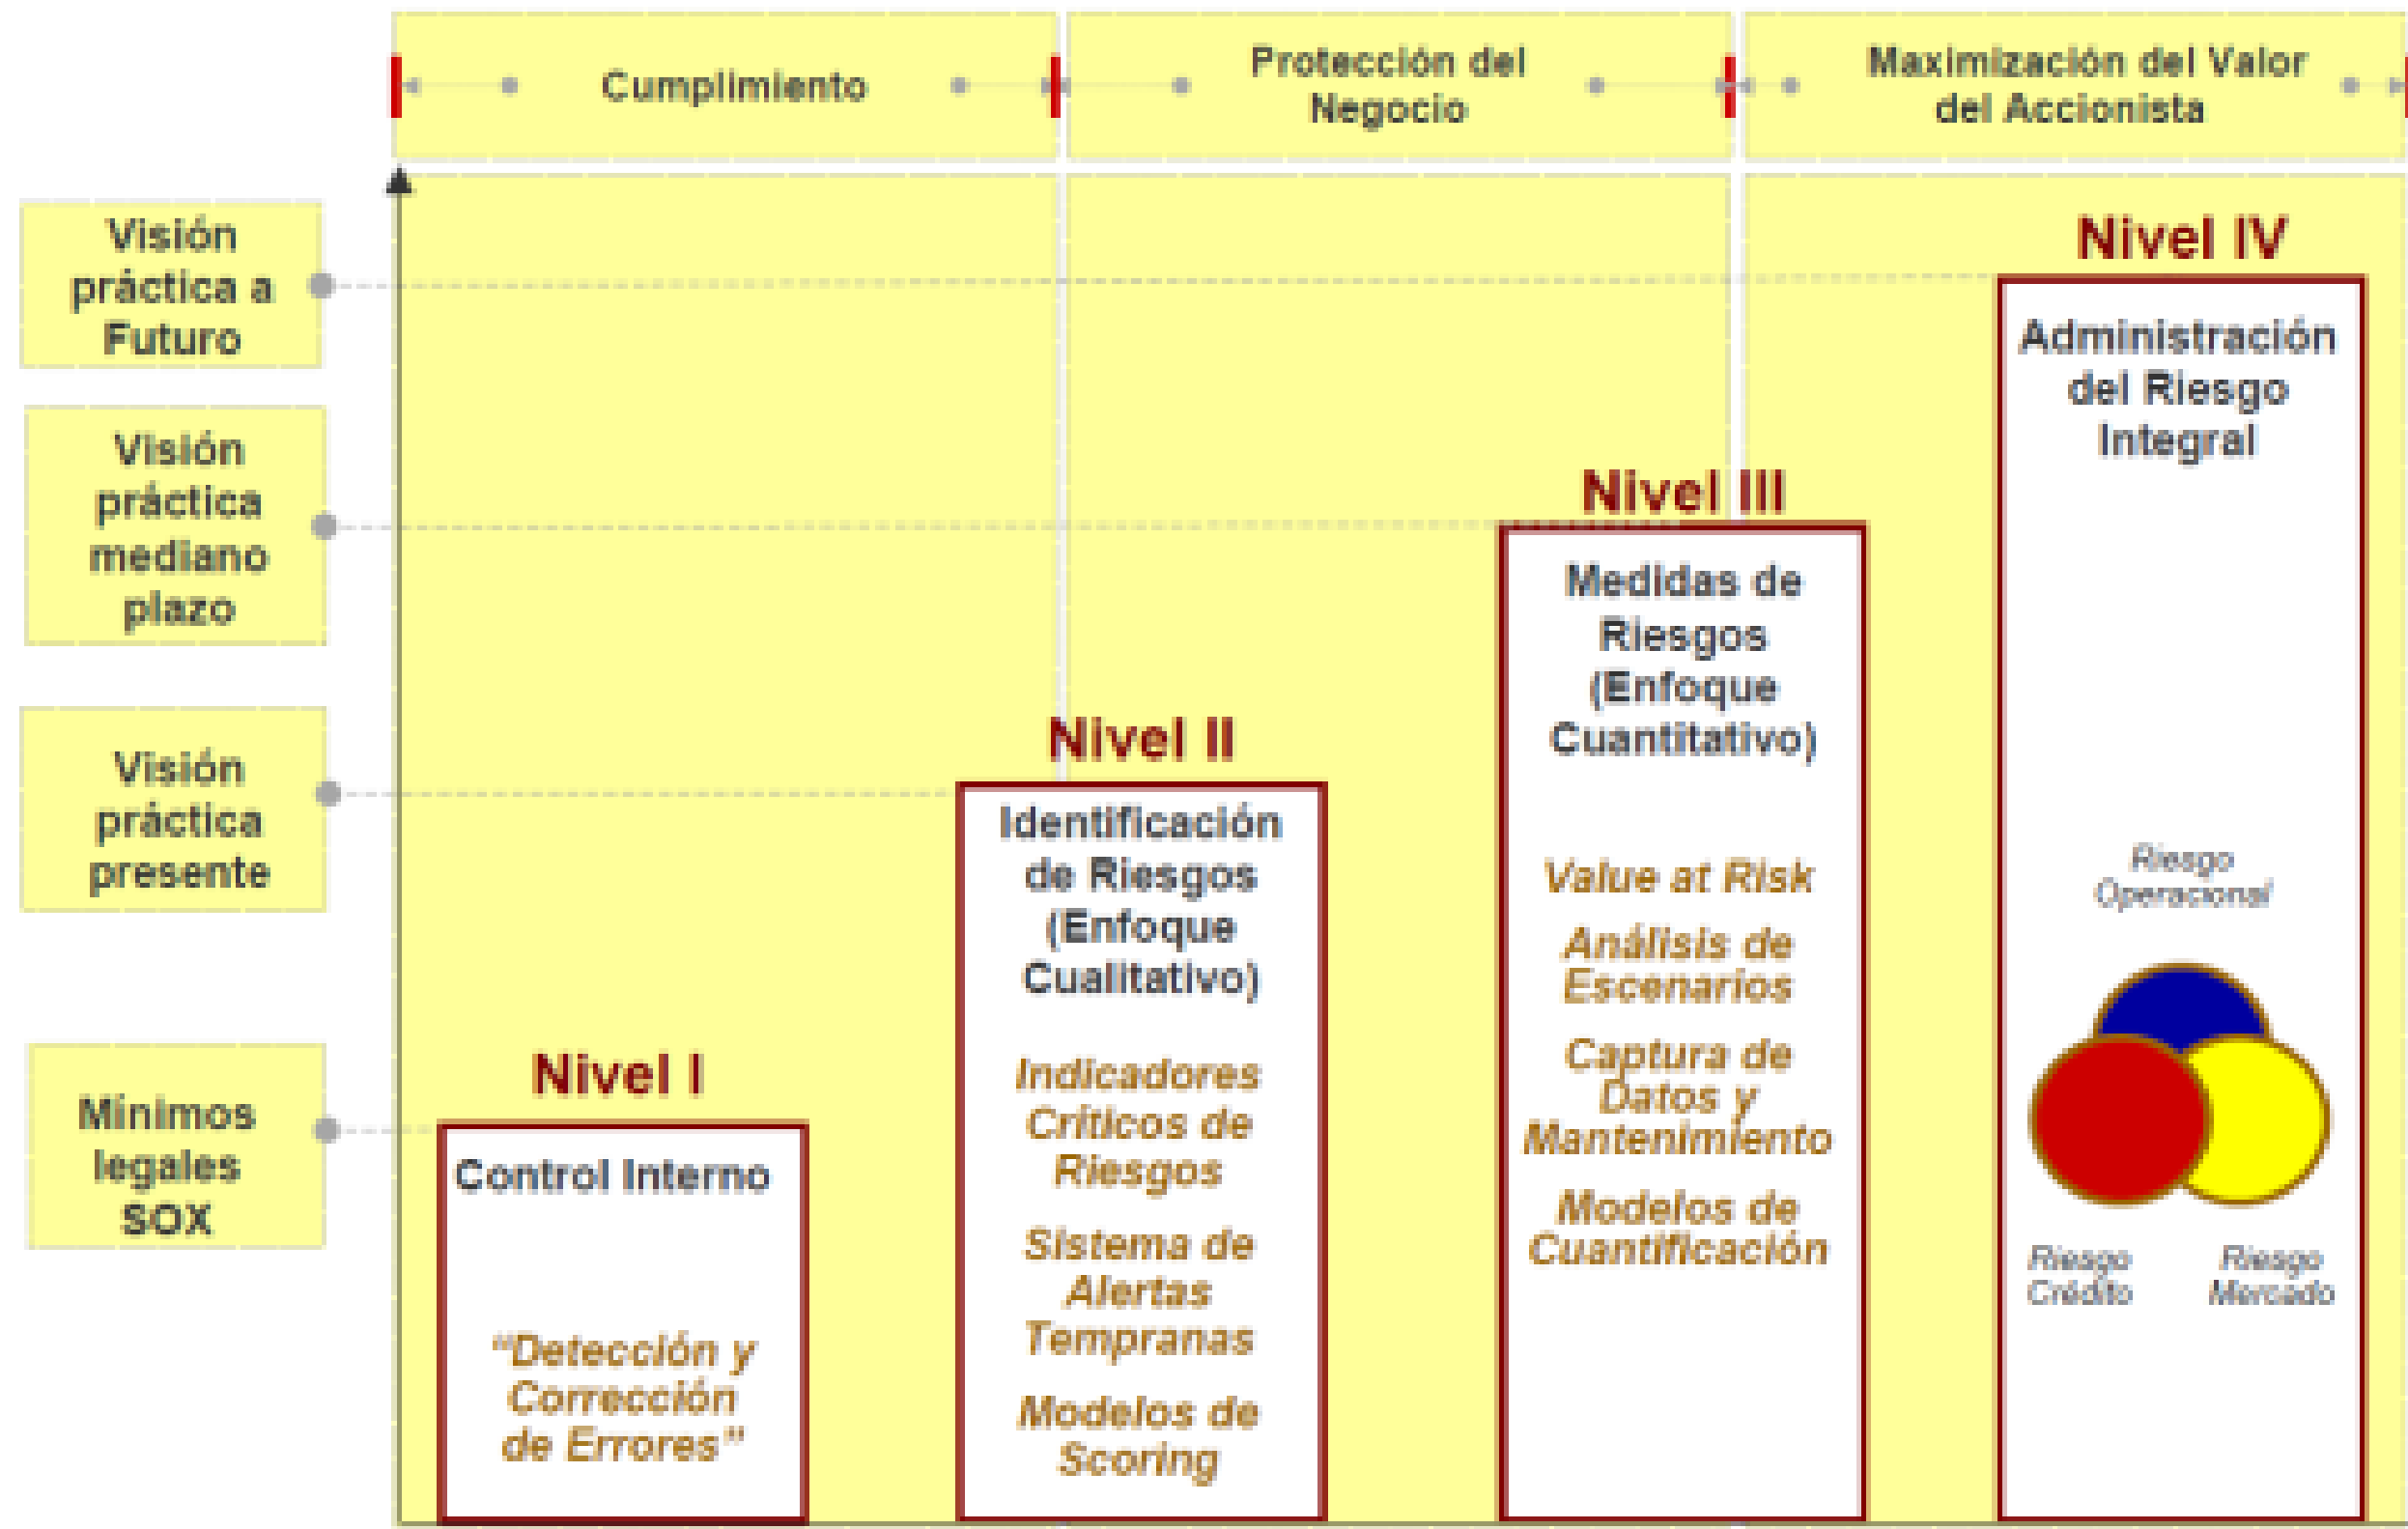 Cumplimiento
Protección del
Negocio
Maximización del Valor
del Accionista
Visión
práctica a
Futuro
Visión
práctica
mediano
plazo
Visión
práctica
presente
Mínimos
legales
SOX
Nivel I
Control Interno
“Detección y
Corrección
de Errores”
Nivel II
Identificación
de Riesgos
(Enfoque
Cualitativo)
Indicadores
Críticos de
Riesgos
Sistema de
Alertas
Tempranas
Modelos de
Scoring
Nivel III
Medidas de
Riesgos
(Enfoque
Cuantitativo)
Value at Risk
Análisis de
Escenarios
Captura de
Datos y
Mantenimiento
Modelos de
Cuantificación
Nivel IV
Administración
del Riesgo
Integral
Riesgo
Operacional
Riesgo
Crédito
Riesgo
Mercado